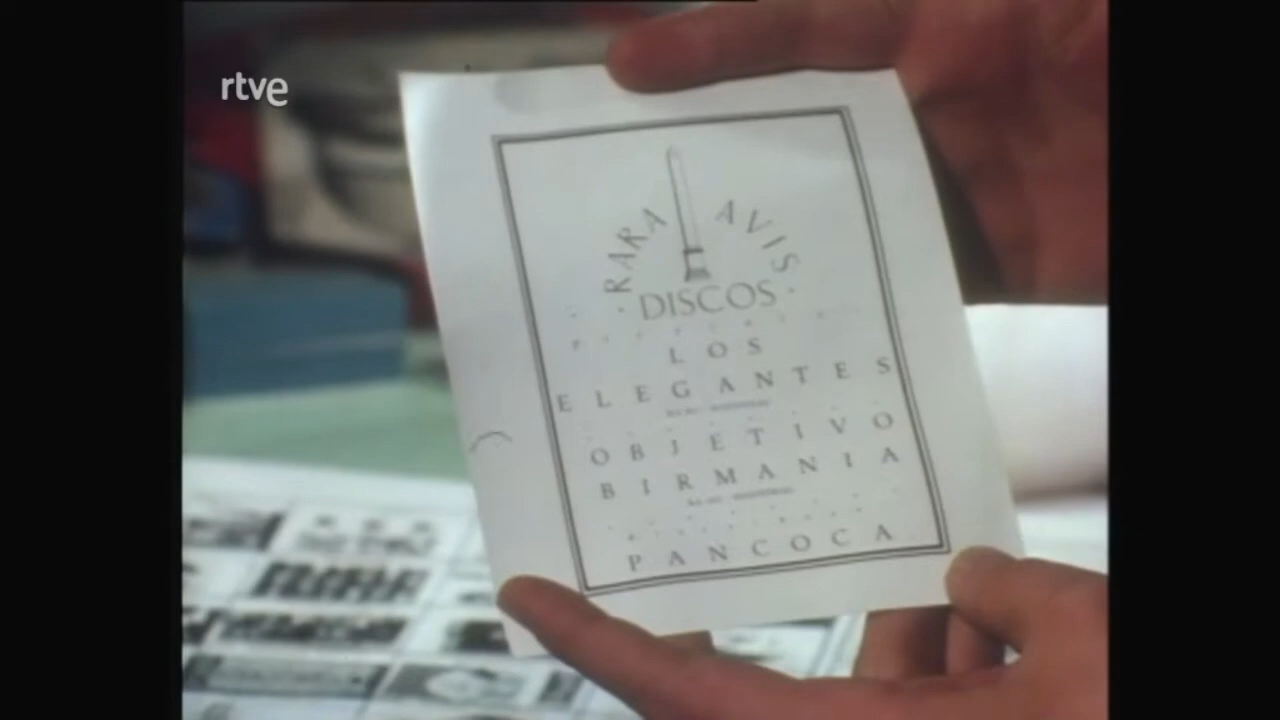 rtve
RARA AVIS
DISCOS
LOS
ELEGANTES
OBJETIVO
BIRMANIA
PANCOCA